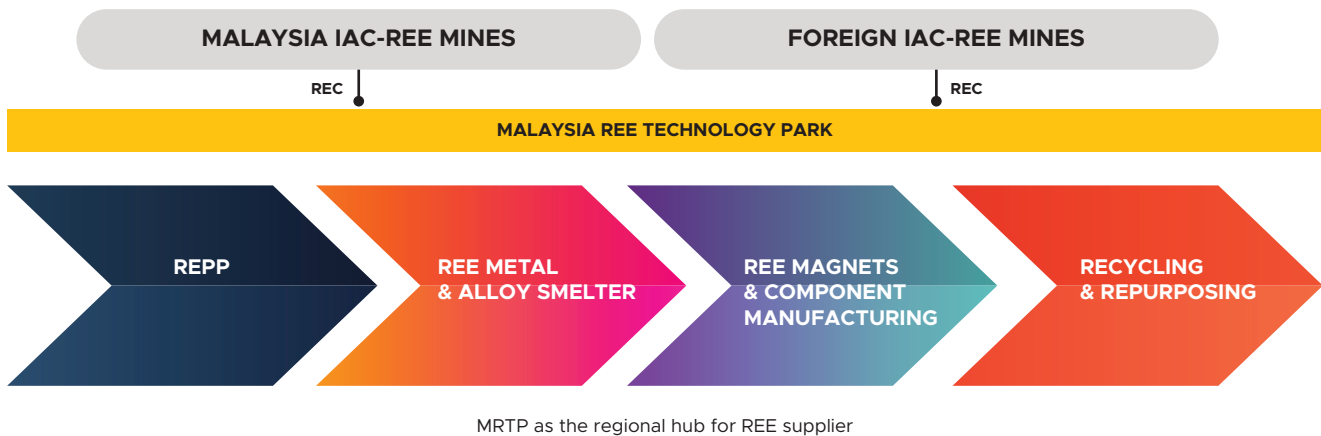 MALAYSIA IAC-REE MINES
FOREIGN IAC-REE MINES
REC
REC
MALAYSIA REE TECHNOLOGY PARK
REPP
REE METAL
& ALLOY SMELTER
REE MAGNETS
& COMPONENT
MANUFACTURING
RECYCLING
& REPURPOSING
MRTP as the regional hub for REE supplier